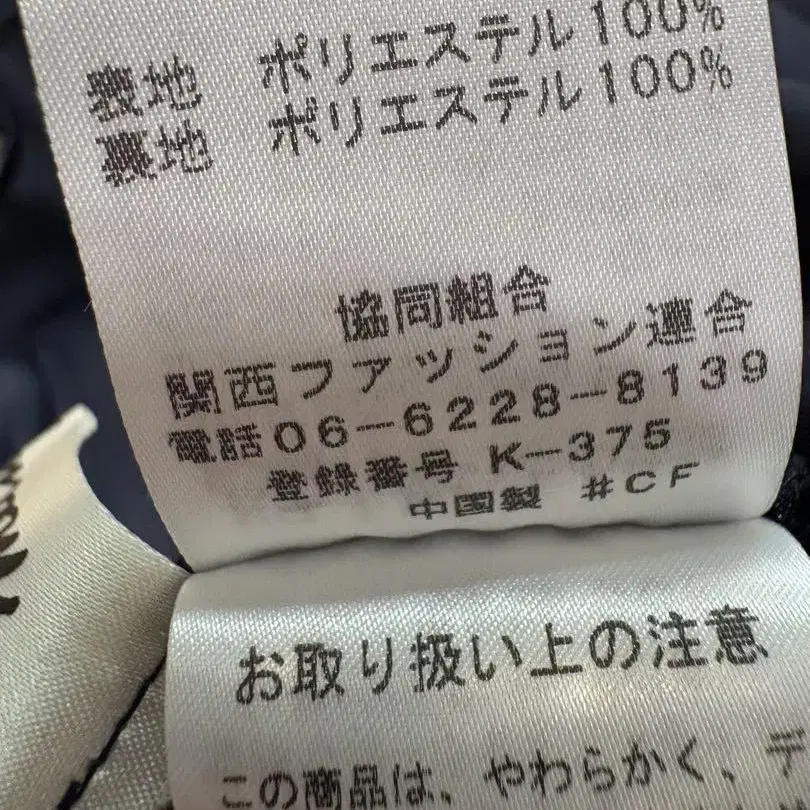 表地 ポリエステル100%
裏地 ポリエステル100%
協同組合
関西ファッション連合
電話06-6228-8139
登録番号 K-375
中国製 #CF
お取り扱い上の注意
この商品は、やわらかく、デ